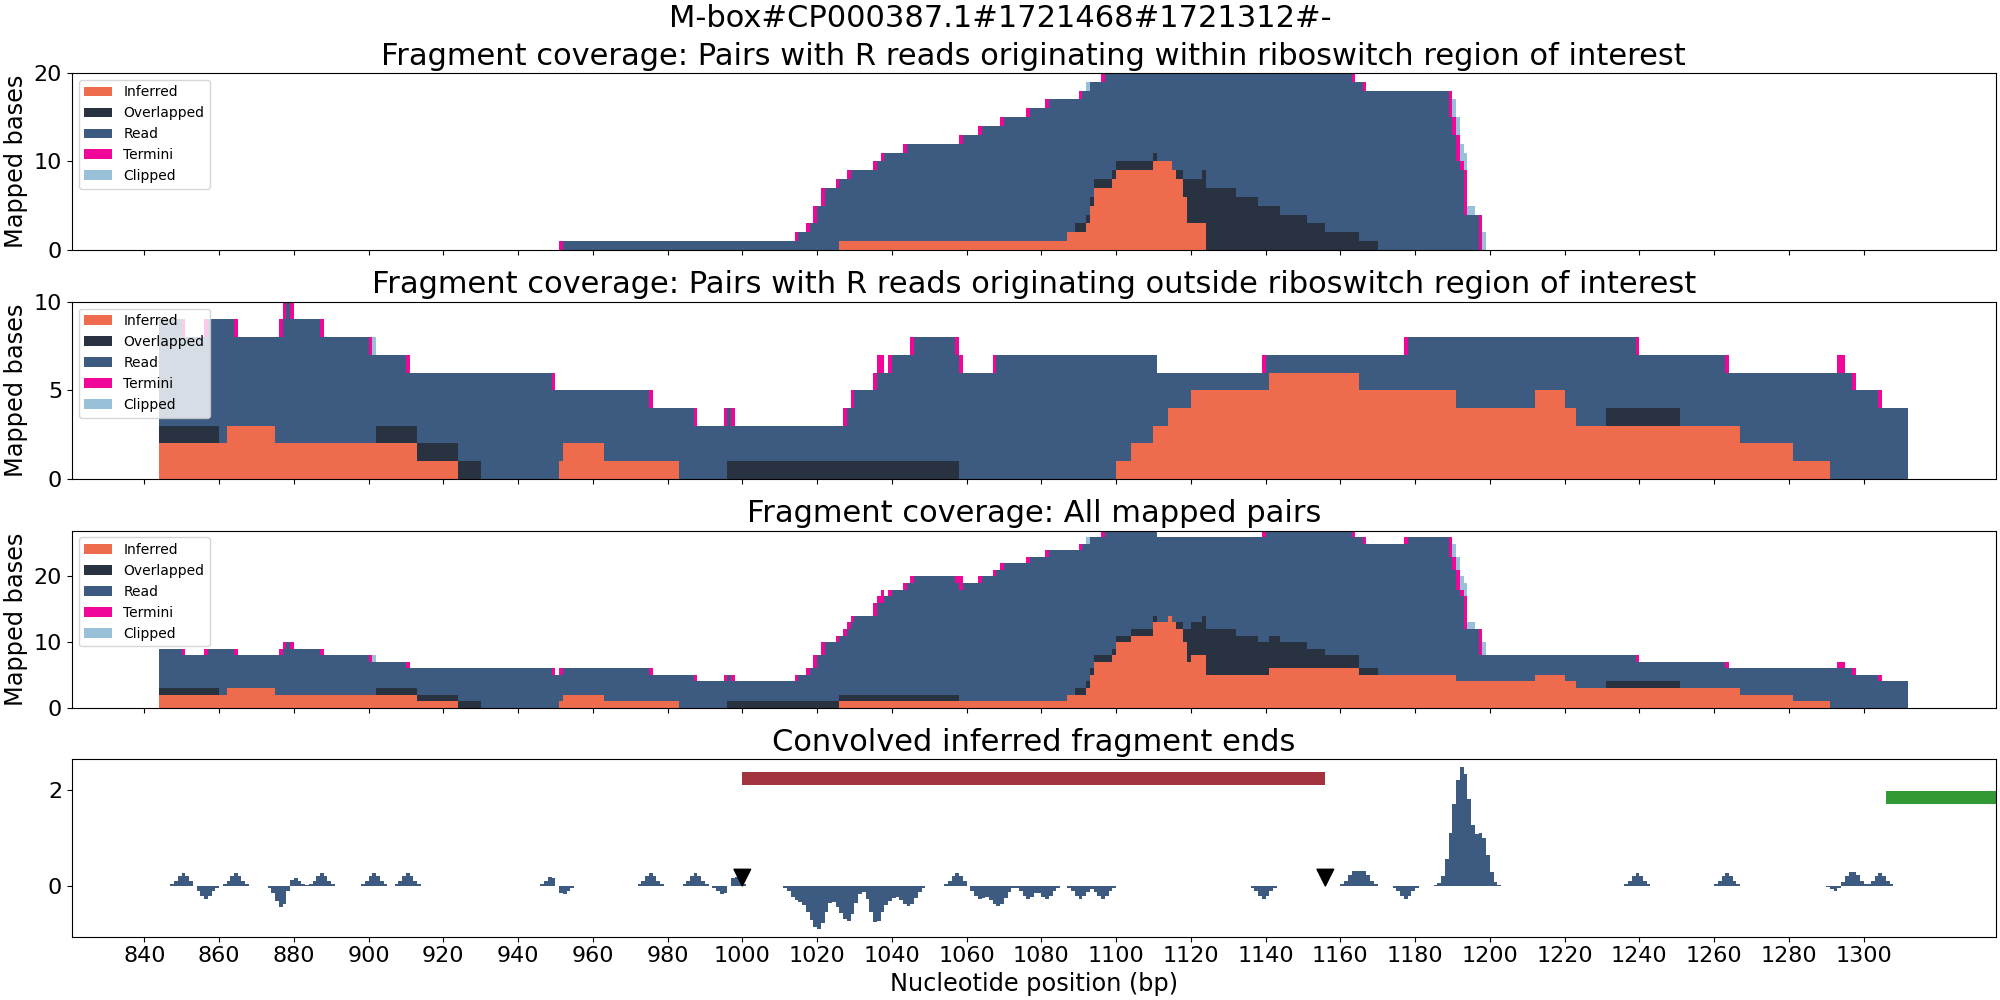 M-box#CP000387.1#1721468#1721312#-
Fragment coverage: Pairs with R reads originating within riboswitch region of interest
Mapped bases
20
10
0
Inferred
Overlapped
Read
Termini
Clipped
Fragment coverage: Pairs with R reads originating outside riboswitch region of interest
Mapped bases
10
5
0
Inferred
Overlapped
Read
Termini
Clipped
Fragment coverage: All mapped pairs
Mapped bases
20
10
0
Inferred
Overlapped
Read
Termini
Clipped
Convolved inferred fragment ends
2
0
840 860 880 900 920 940 960 980 1000 1020 1040 1060 1080 1100 1120 1140 1160 1180 1200 1220 1240 1260 1280 1300
Nucleotide position (bp)